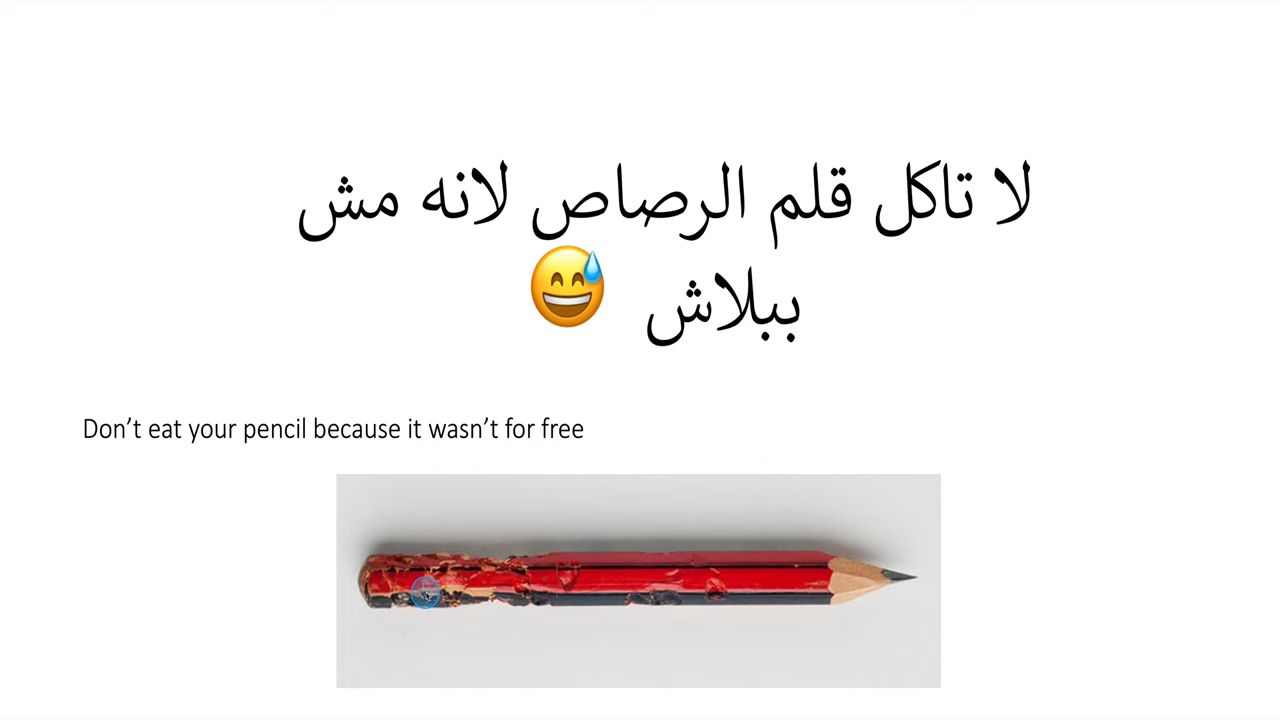 لا تاكل قلم الرصاص لانه مش
ببلاش 😅
Don’t eat your pencil because it wasn’t for free